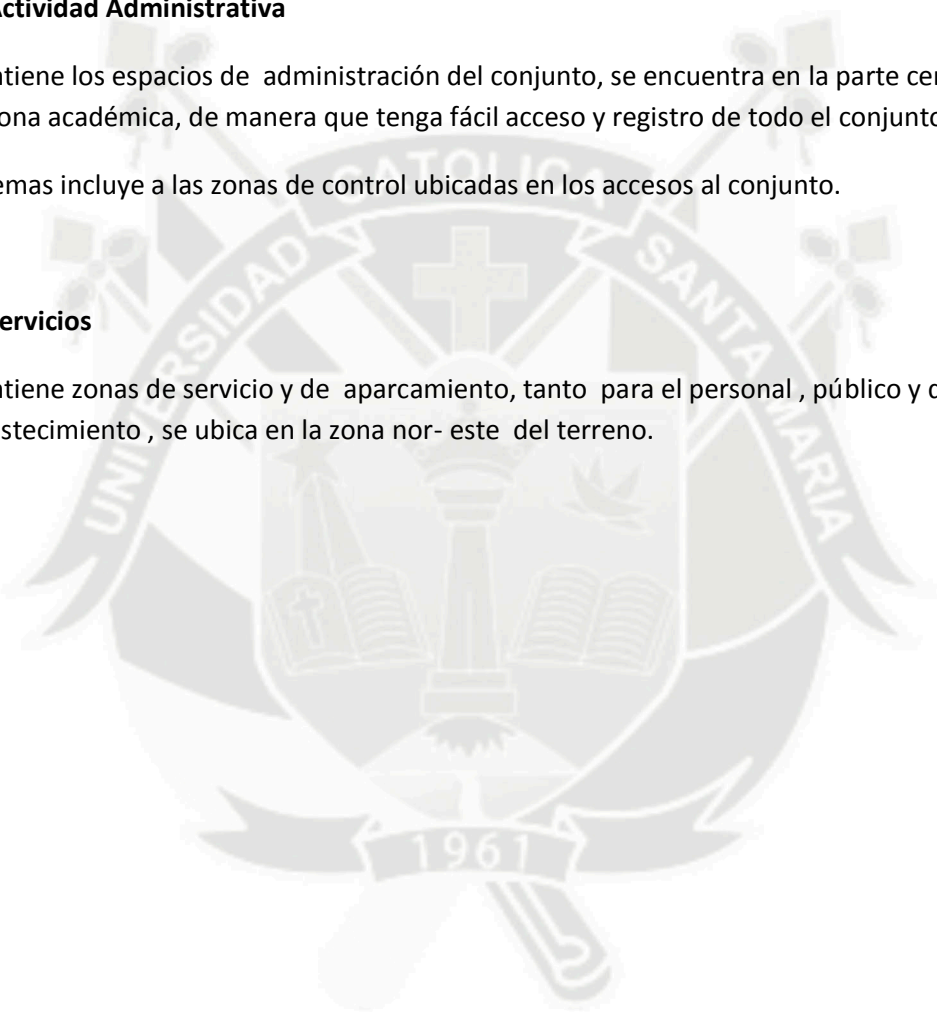 ctividad Administrativa
ntiene los espacios de administración del conjunto, se encuentra en la parte cen
ona académica, de manera que tenga fácil acceso y registro de todo el conjunto
emas incluye a las zonas de control ubicadas en los accesos al conjunto.
ervicios
ntiene zonas de servicio y de aparcamiento, tanto para el personal , público y d
stecimiento , se ubica en la zona nor- este del terreno.
UNIVERSIDAD CATOLICA SANTA MARIA
1961